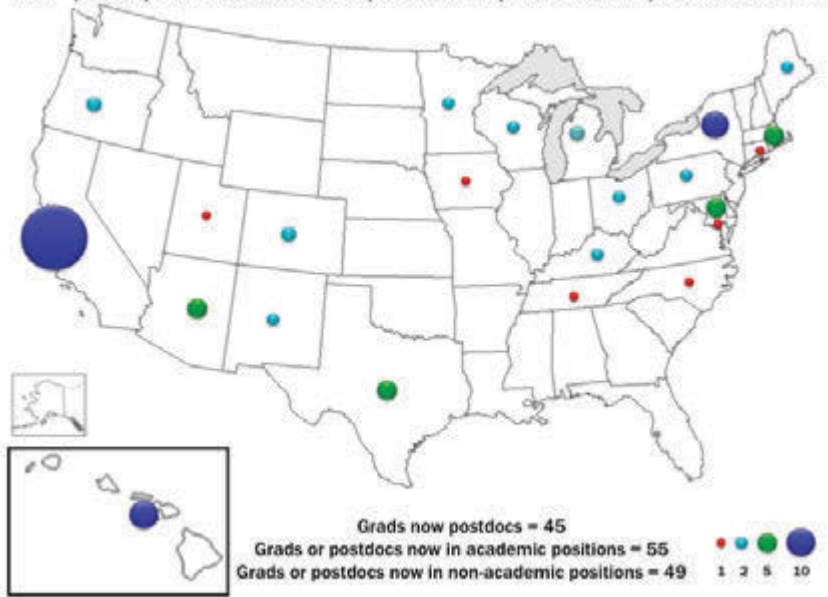 Grads now postdocs = 45
Grads or postdocs now in academic positions = 55
Grads or postdocs now in non-academic positions = 49
1 2 5 10